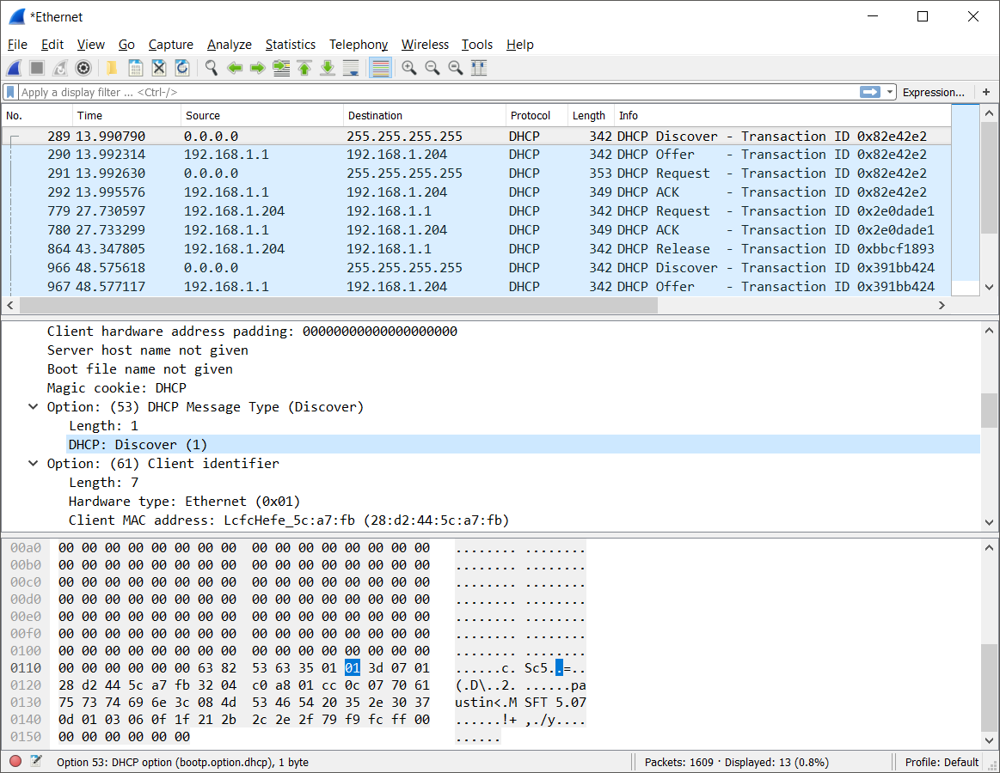 *Ethernet
File Edit View Go Capture Analyze Statistics Telephony Wireless Tools Help
Apply a display filter ... <Ctrl-/> Expression... +
No. Time Source Destination Protocol Length Info
289 13.990790 0.0.0.0 255.255.255.255 DHCP 342 DHCP Discover - Transaction ID 0x82e42e2
290 13.992314 192.168.1.1 192.168.1.204 DHCP 342 DHCP Offer - Transaction ID 0x82e42e2
291 13.992630 0.0.0.0 255.255.255.255 DHCP 353 DHCP Request - Transaction ID 0x82e42e2
292 13.995576 192.168.1.1 192.168.1.204 DHCP 349 DHCP ACK - Transaction ID 0x82e42e2
779 27.730597 192.168.1.204 192.168.1.1 DHCP 342 DHCP Request - Transaction ID 0x2e0dade1
780 27.733299 192.168.1.1 192.168.1.204 DHCP 349 DHCP ACK - Transaction ID 0x2e0dade1
864 43.347805 192.168.1.204 192.168.1.1 DHCP 342 DHCP Release - Transaction ID 0xbbcf1893
966 48.575618 0.0.0.0 255.255.255.255 DHCP 342 DHCP Discover - Transaction ID 0x391bb424
967 48.577117 192.168.1.1 192.168.1.204 DHCP 342 DHCP Offer - Transaction ID 0x391bb424
Client hardware address padding: 00000000000000000000
Server host name not given
Boot file name not given
Magic cookie: DHCP
Option: (53) DHCP Message Type (Discover)
Length: 1
DHCP: Discover (1)
Option: (61) Client identifier
Length: 7
Hardware type: Ethernet (0x01)
Client MAC address: LcfcHefe_5c:a7:fb (28:d2:44:5c:a7:fb)
00a0 00 00 00 00 00 00 00 00 00 00 00 00 00 00 00 00 ........ ........
00b0 00 00 00 00 00 00 00 00 00 00 00 00 00 00 00 00 ........ ........
00c0 00 00 00 00 00 00 00 00 00 00 00 00 00 00 00 00 ........ ........
00d0 00 00 00 00 00 00 00 00 00 00 00 00 00 00 00 00 ........ ........
00e0 00 00 00 00 00 00 00 00 00 00 00 00 00 00 00 00 ........ ........
00f0 00 00 00 00 00 00 00 00 00 00 00 00 00 00 00 00 ........ ........
0100 00 00 00 00 00 00 00 00 00 00 00 00 00 00 00 00 ........ ........
0110 00 00 00 00 00 00 63 82 53 63 35 01 01 3d 07 01 ......c. Sc5..=..
0120 28 d2 44 5c a7 fb 32 04 c0 a8 01 cc 0c 07 70 61 (.D\..2. ......pa
0130 75 73 74 69 6e 3c 08 4d 53 46 54 20 35 2e 30 37 ustin<.M SFT 5.07
0140 0d 01 03 06 0f 1f 21 2b 2c 2e 2f 79 f9 fc ff 00 ......!+ ,./y....
0150 00 00 00 00 00 00 ......
Option 53: DHCP option (bootp.option.dhcp), 1 byte Packets: 1609 · Displayed: 13 (0.8%) Profile: Default